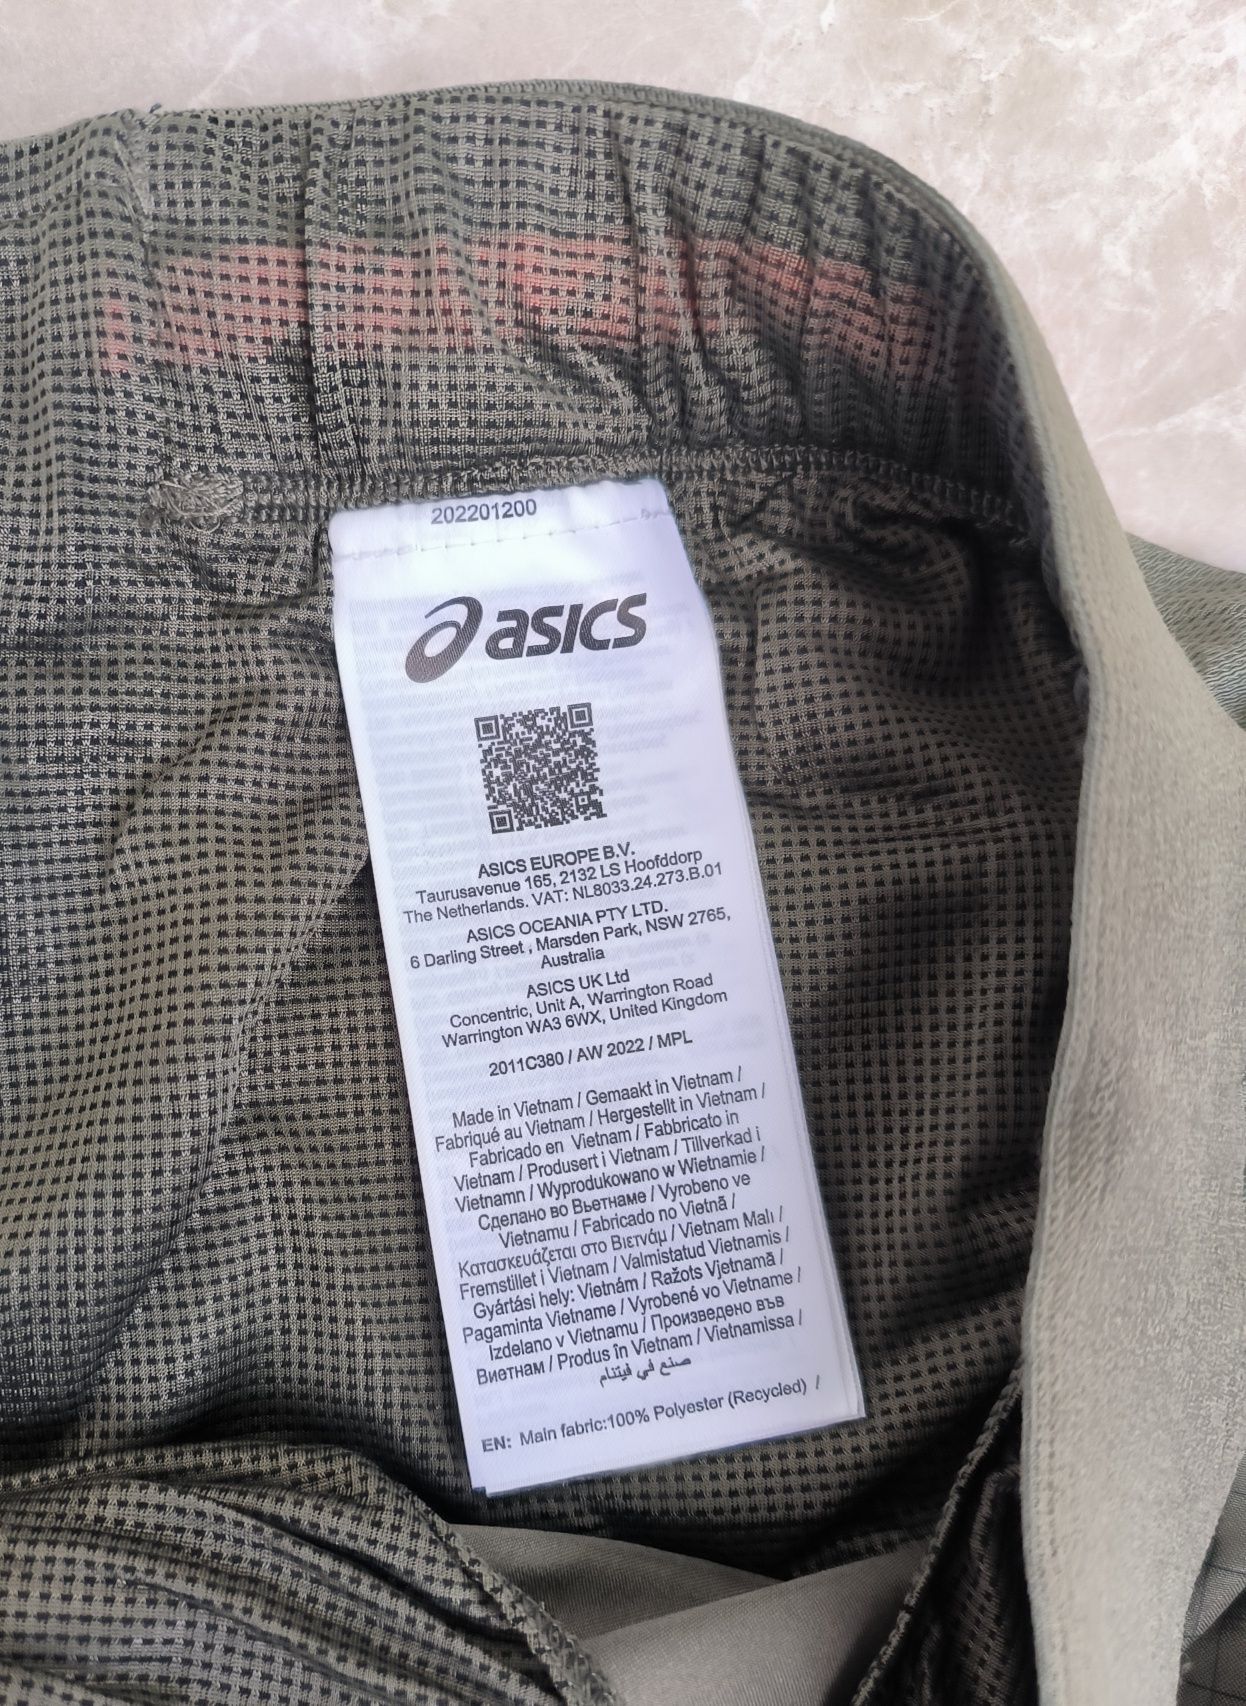 202201200
asics
ASICS EUROPE B.V.
Taurusavenue 165, 2132 LS Hoofddorp
The Netherlands. VAT: NL8033.24.273.B.01
ASICS OCEANIA PTY LTD.
6 Darling Street , Marsden Park, NSW 2765,
Australia
ASICS UK Ltd
Concentric, Unit A, Warrington Road
Warrington WA3 6WX, United Kingdom
2011C380 / AW 2022 / MPL
Made in Vietnam / Gemaakt in Vietnam /
Fabriqué au Vietnam / Hergestellt in Vietnam /
Fabricado en Vietnam / Fabbricato in
Vietnam / Produsert i Vietnam / Tillverkad i
Vietnamn / Wyprodukowano w Wietnamie /
Сделано во Вьетнаме / Vyrobeno ve
Vietnamu / Fabricado no Vietnã /
Κατασκευάζεται στο Βιετνάμ / Vietnam Malı /
Fremstillet i Vietnam / Valmistatud Vietnamis /
Gyártási hely: Vietnám / Ražots Vjetnamā /
Pagaminta Vietname / Vyrobené vo Vietname /
Izdelano v Vietnamu / Произведено във
Виетнам / Produs în Vietnam / Vietnamissa /
صنع في فيتنام
EN: Main fabric:100% Polyester (Recycled) /